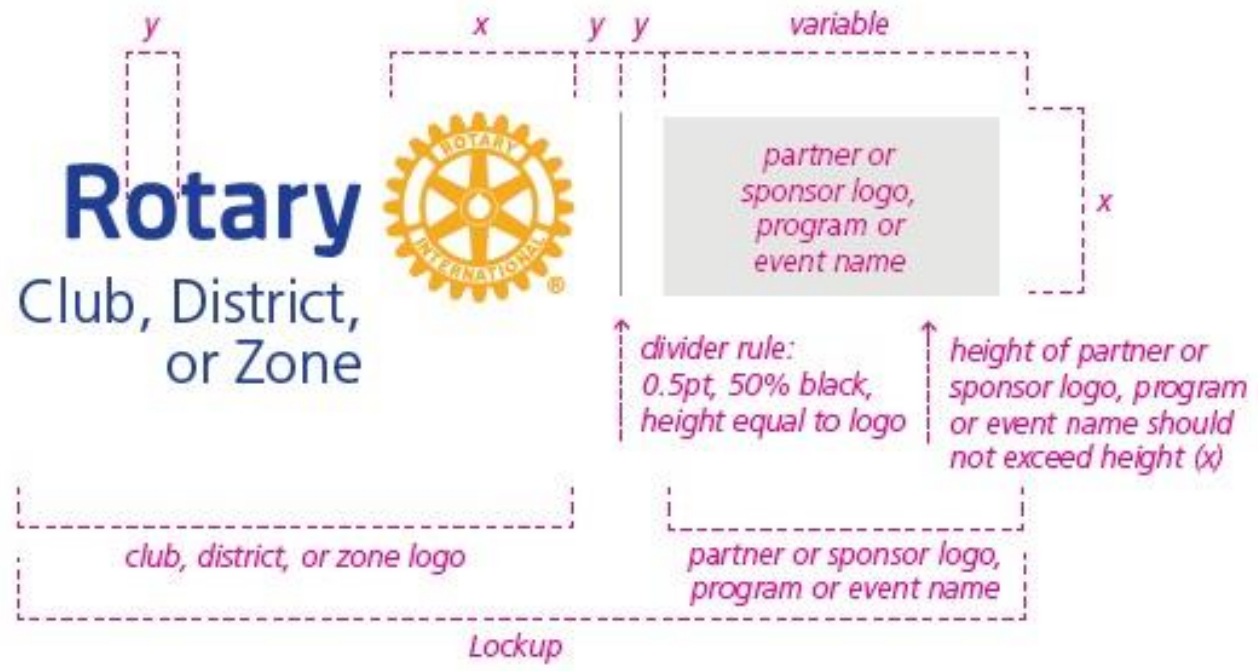 y
x
y
y
variable
Rotary
Club, District,
or Zone
ROTARY
INTERNATIONAL
®
partner or
sponsor logo,
program or
event name
x
divider rule:
0.5pt, 50% black,
height equal to logo
height of partner or
sponsor logo, program
or event name should
not exceed height (x)
club, district, or zone logo
partner or sponsor logo,
program or event name
Lockup